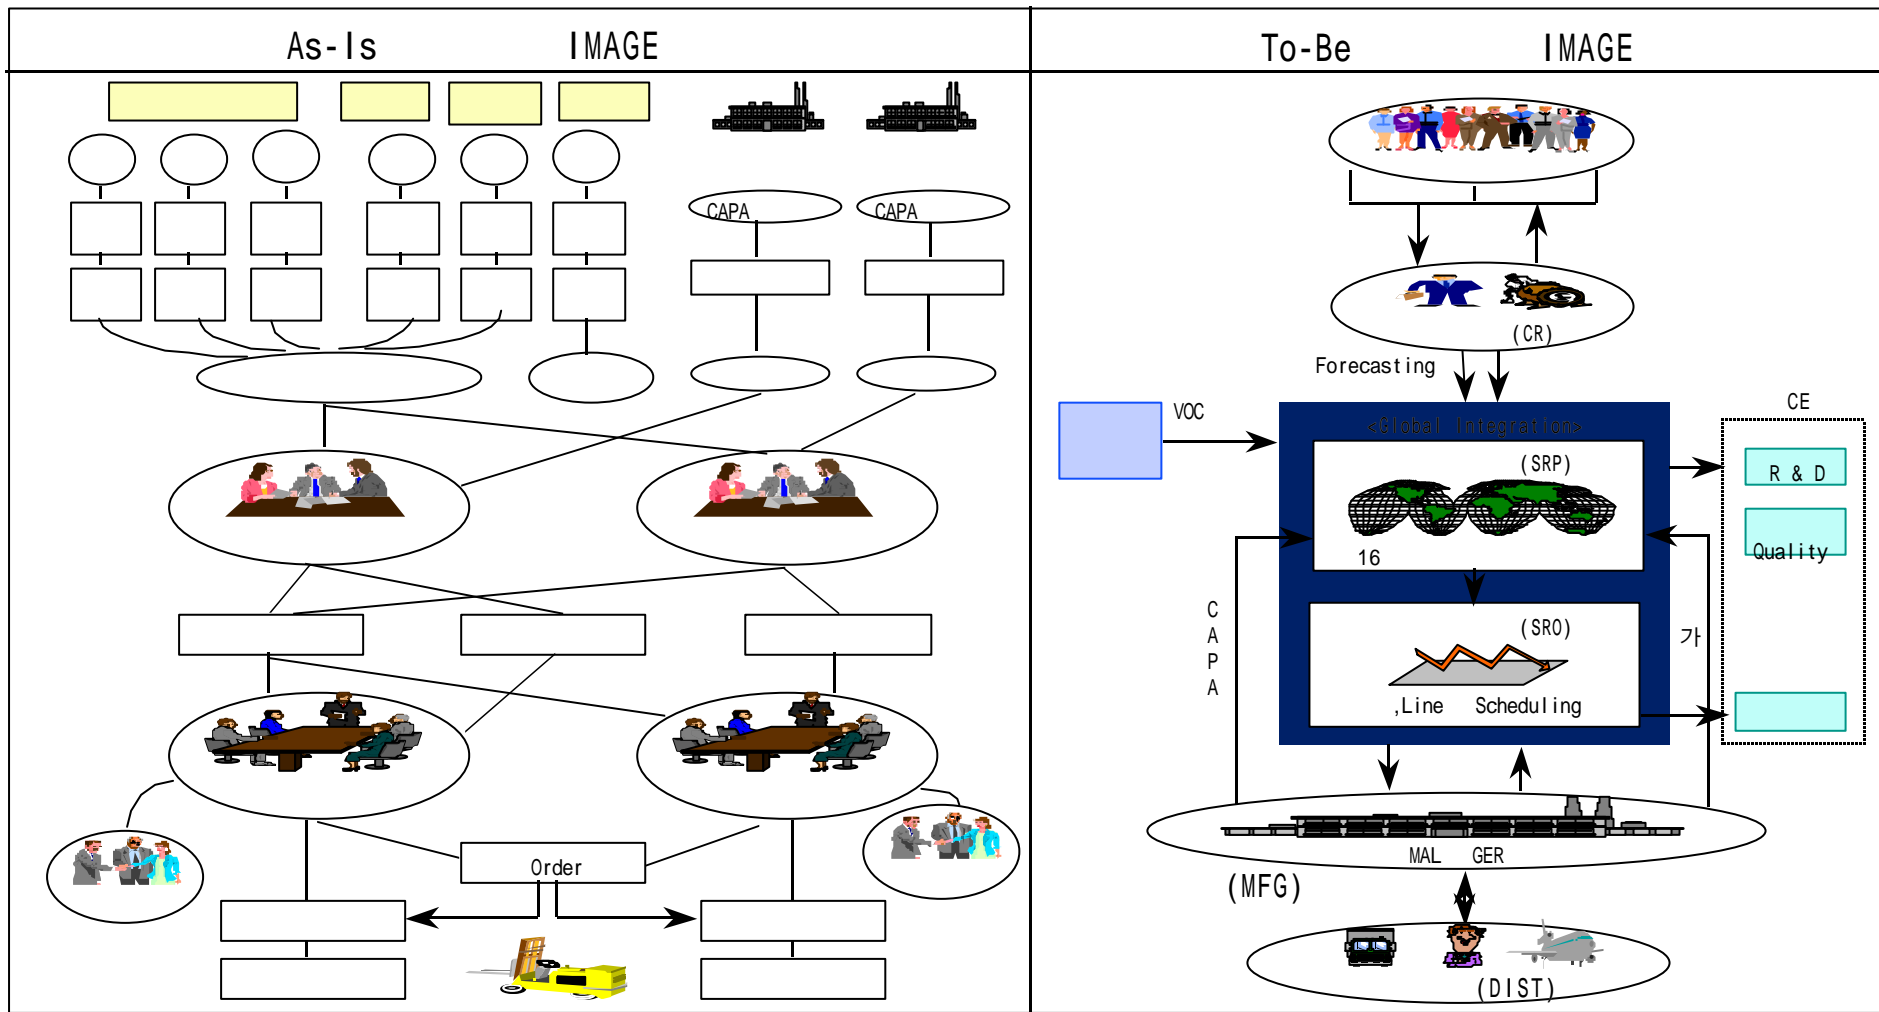 As-Is IMAGE
To-Be IMAGE
CAPA
CAPA
Order
(CR)
Forecasting
VOC
<Global Integration>
(SRP)
16
(SRO)
,Line Scheduling
CAPA
가
CE
R & D
Quality
MAL GER
(MFG)
(DIST)